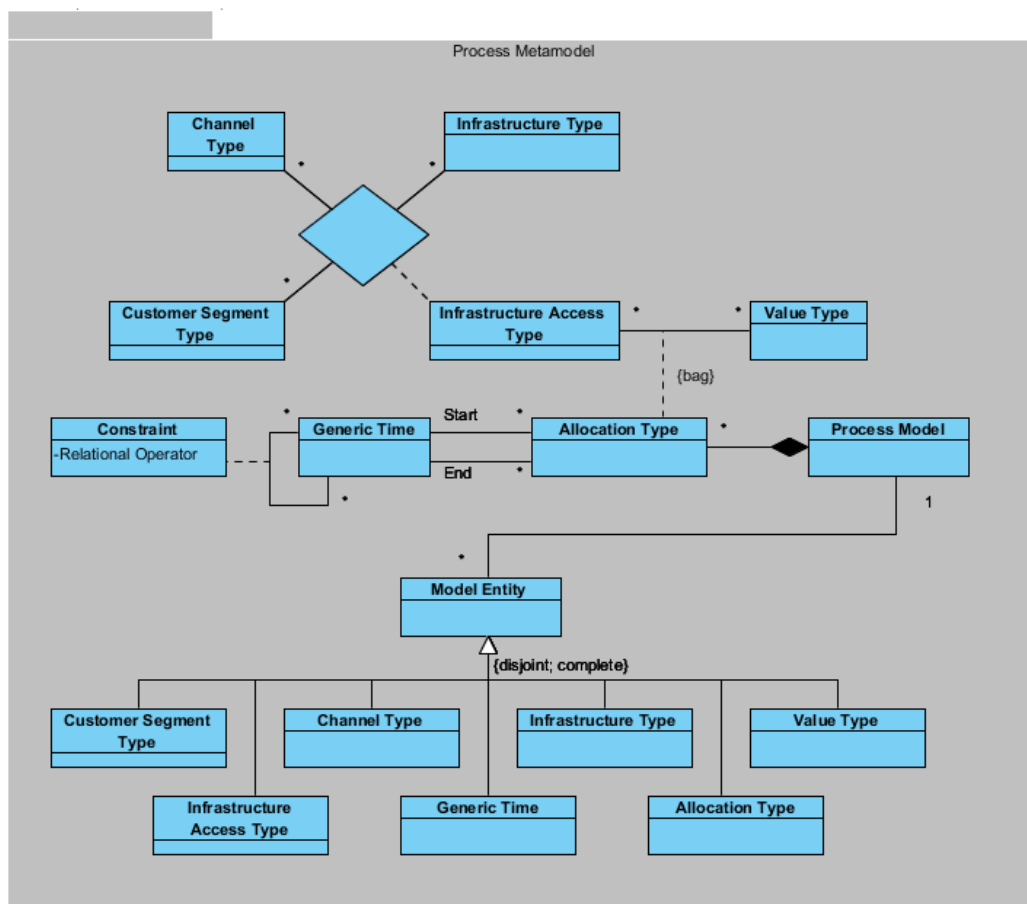 Process Metamodel
Channel
Type
Infrastructure Type
*
*
*
Customer Segment
Type
Infrastructure Access
Type
*
*
Value Type
{bag}
Constraint
-Relational Operator
*
Generic Time
Start
*
End
*
*
Allocation Type
*
Process Model
1
*
Model Entity
{disjoint; complete}
Customer Segment
Type
Channel Type
Infrastructure Type
Value Type
Infrastructure
Access Type
Generic Time
Allocation Type